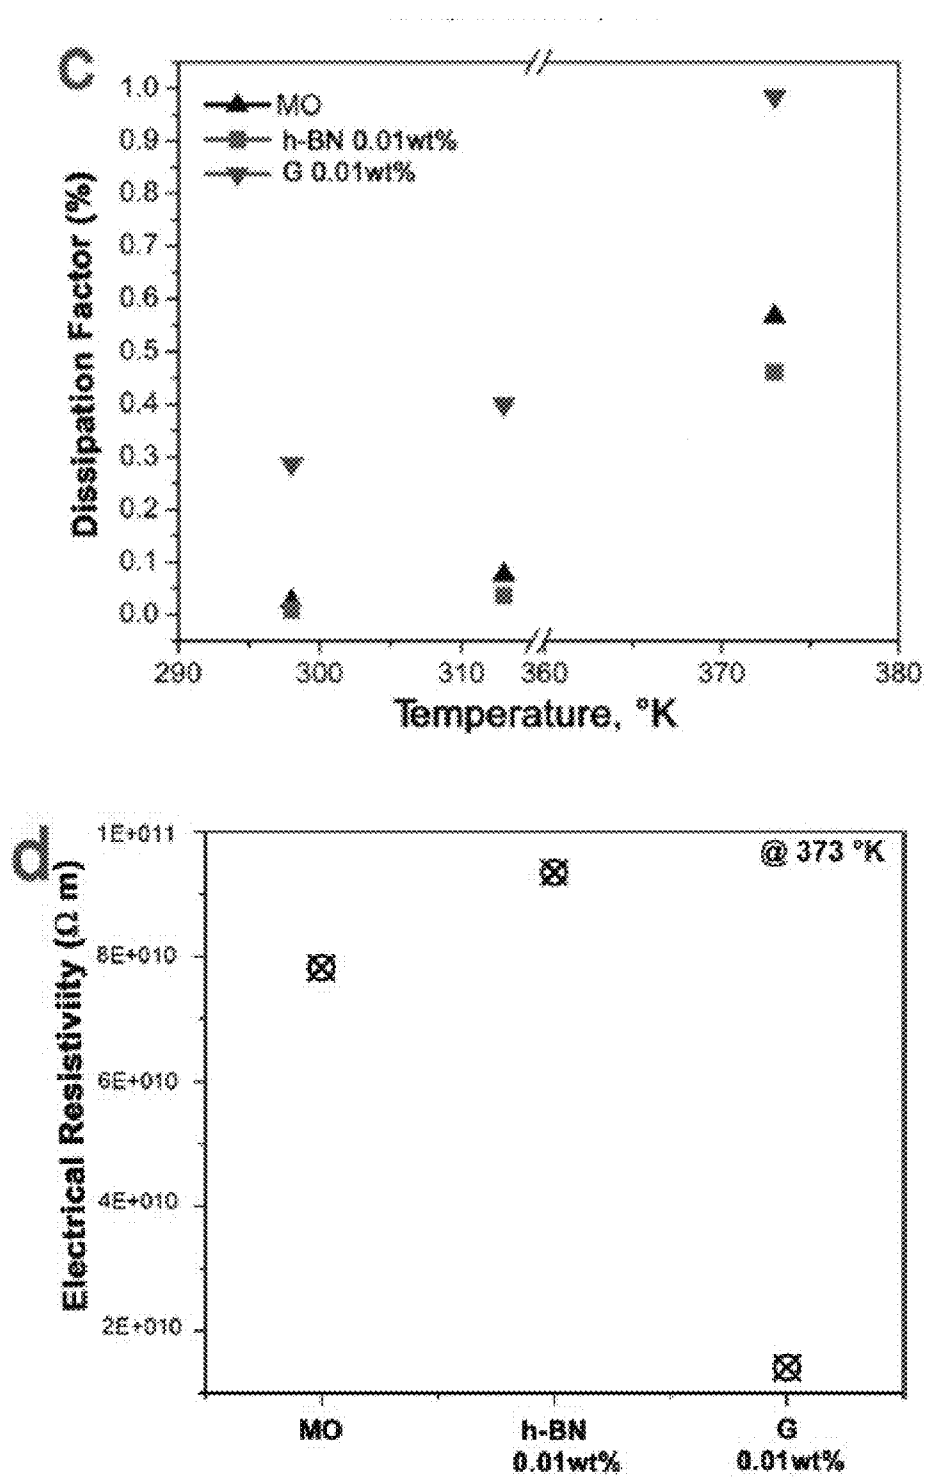 c
1.0
0.9
0.8
0.7
0.6
0.5
0.4
0.3
0.2
0.1
0.0
Dissipation Factor (%)
MO
h-BN 0.01wt%
G 0.01wt%
290 300 310 360 370 380
Temperature, °K
d
1E+011
8E+010
6E+010
4E+010
2E+010
Electrical Resistiviity (Ω m)
@ 373 °K
MO h-BN G
0.01wt% 0.01wt%